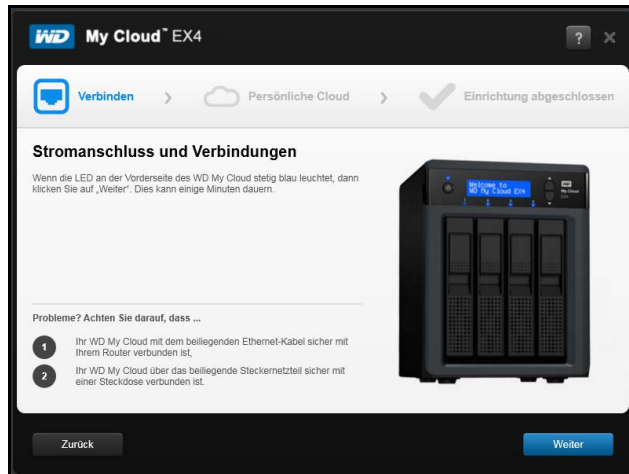 WD My Cloud™ EX4
?
Verbinden > Persönliche Cloud > Einrichtung abgeschlossen
Stromanschluss und Verbindungen
Wenn die LED an der Vorderseite des WD My Cloud stetig blau leuchtet, dann
klicken Sie auf „Weiter“. Dies kann einige Minuten dauern.
Welcome to
WD My Cloud EX4
WD
My Cloud
EX4
Probleme? Achten Sie darauf, dass ...
1 Ihr WD My Cloud mit dem beiliegenden Ethernet-Kabel sicher mit
Ihrem Router verbunden ist,
2 Ihr WD My Cloud über das beiliegende Steckernetzteil sicher mit
einer Steckdose verbunden ist.
Zurück
Weiter